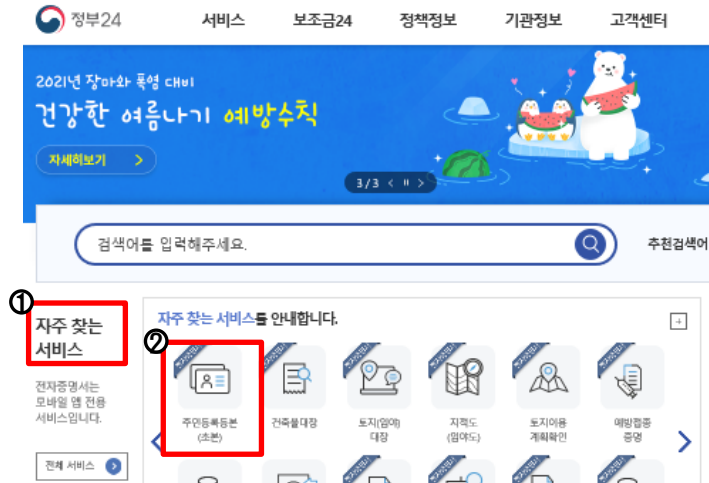 정부24
서비스
보조금24
정책정보
기관정보
고객센터
2021년 장마와 폭염 대비
건강한 여름나기 예방수칙
자세히보기 >
3/3 < ⏸ >
검색어를 입력해주세요.
추천검색어
①
자주 찾는
서비스
전자증명서는
모바일 앱 전용
서비스입니다.
전체 서비스
자주 찾는 서비스를 안내합니다.
②
주민등록등본
(초본)
건축물대장
토지(임야)
대장
지적도
(임야도)
토지이용
계획확인
예방접종
증명